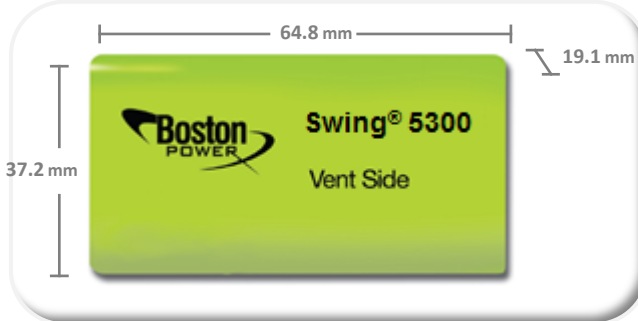 64.8 mm
19.1 mm
37.2 mm
Boston
POWER
Swing® 5300
Vent Side